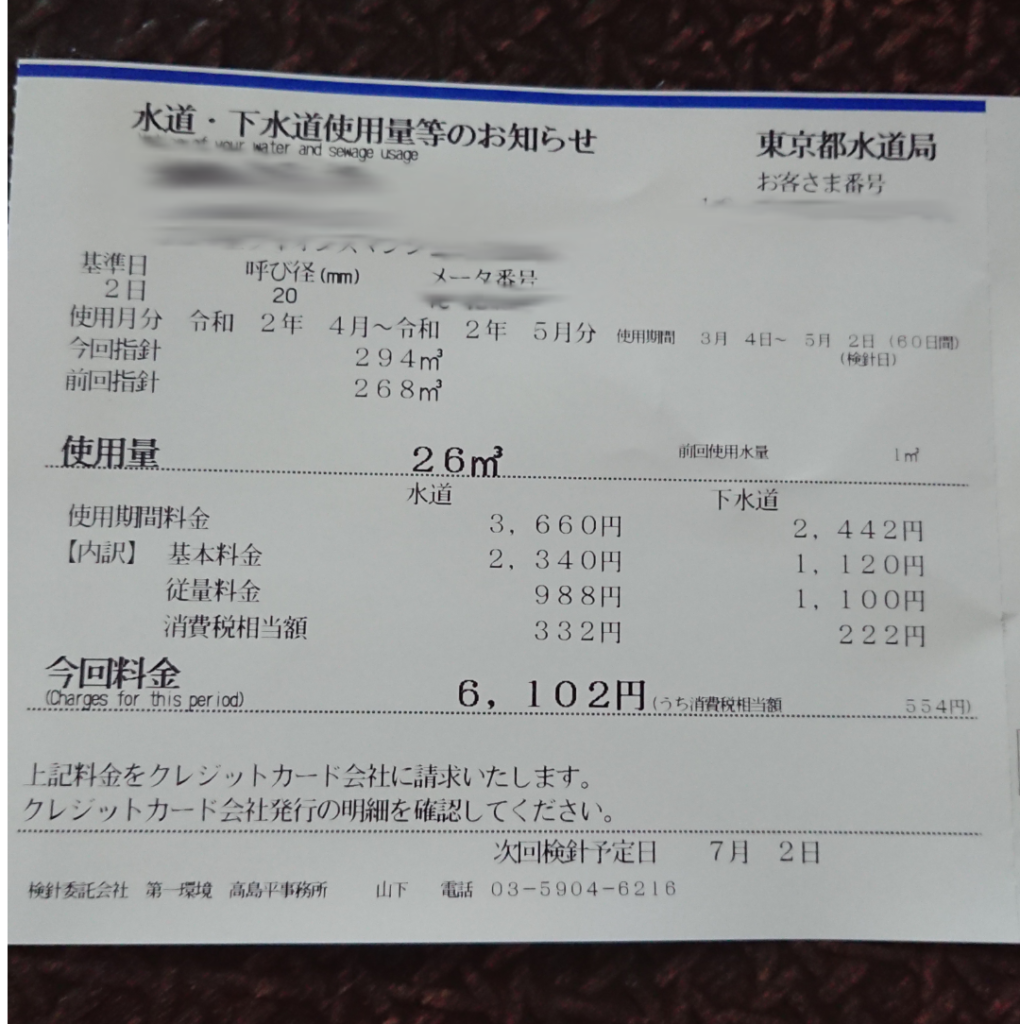 水道・下水道使用量等のお知らせ
of your water and sewage usage
東京都水道局
お客さま番号
基準日 呼び径(mm) メータ番号
2日 20
使用月分 令和 2年 4月~令和 2年 5月分 使用期間 3月 4日~ 5月 2日(60日間)
(検針日)
今回指針 294㎥
前回指針 268㎥
使用量 26㎥ 前回使用水量 1㎥
水道 下水道
使用期間料金 3,660円 2,442円
【内訳】 基本料金 2,340円 1,120円
従量料金 988円 1,100円
消費税相当額 332円 222円
今回料金 6,102円(うち消費税相当額 554円)
(Charges for this period)
上記料金をクレジットカード会社に請求いたします。
クレジットカード会社発行の明細を確認してください。
次回検針予定日 7月 2日
検針委託会社 第一環境 高島平事務所 山下 電話 03-5904-6216